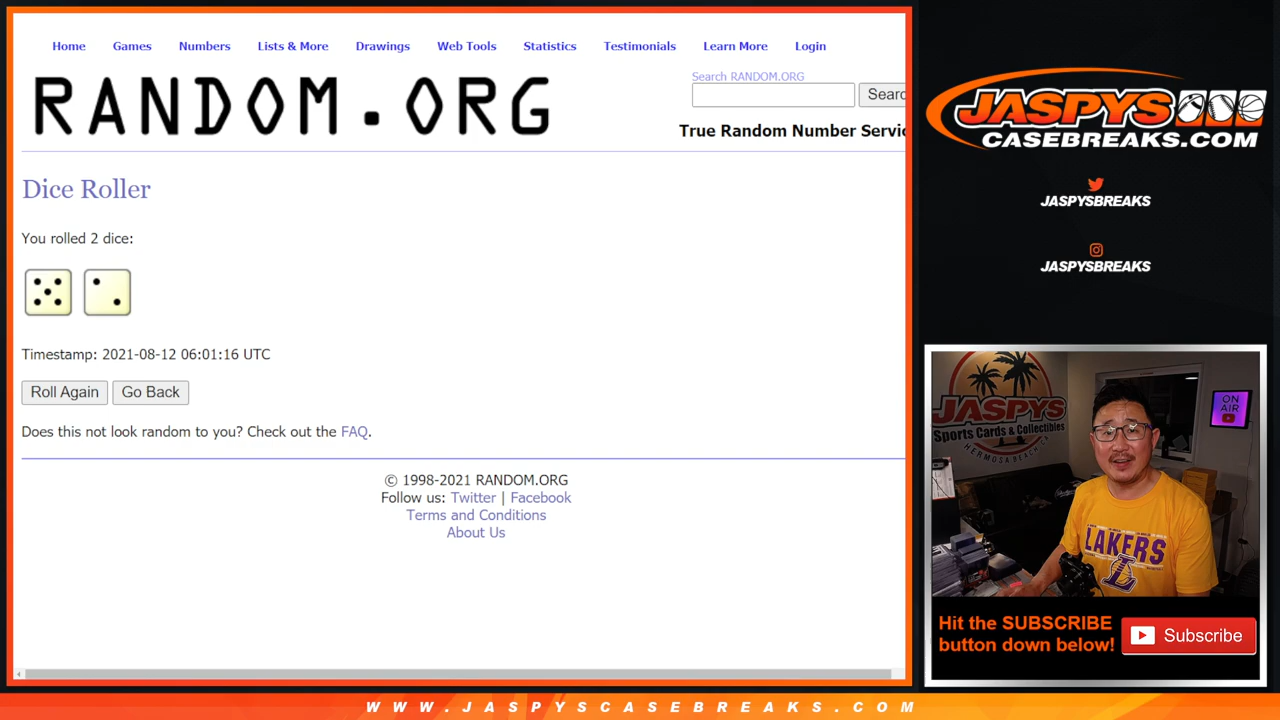 Home Games Numbers Lists & More Drawings Web Tools Statistics Testimonials Learn More Login
RANDOM.ORG
Search RANDOM.ORG
True Random Number
Dice Roller
You rolled 2 dice:
Timestamp: 2021-08-12 06:01:16 UTC
Roll Again Go Back
Does this not look random to you? Check out the FAQ.
© 1998-2021 RANDOM.ORG
Follow us: Twitter | Facebook
Terms and Conditions
About Us
JASPYS
CASEBREAKS.COM
JASPYSBREAKS
JASPYSBREAKS
JASPYS
Sports Cards & Collectibles
HERMOSA BEACH
ON
AIR
LAKERS
L
Hit the SUBSCRIBE
button down below!
Subscribe
WWW.JASPYSCASEBREAKS.COM